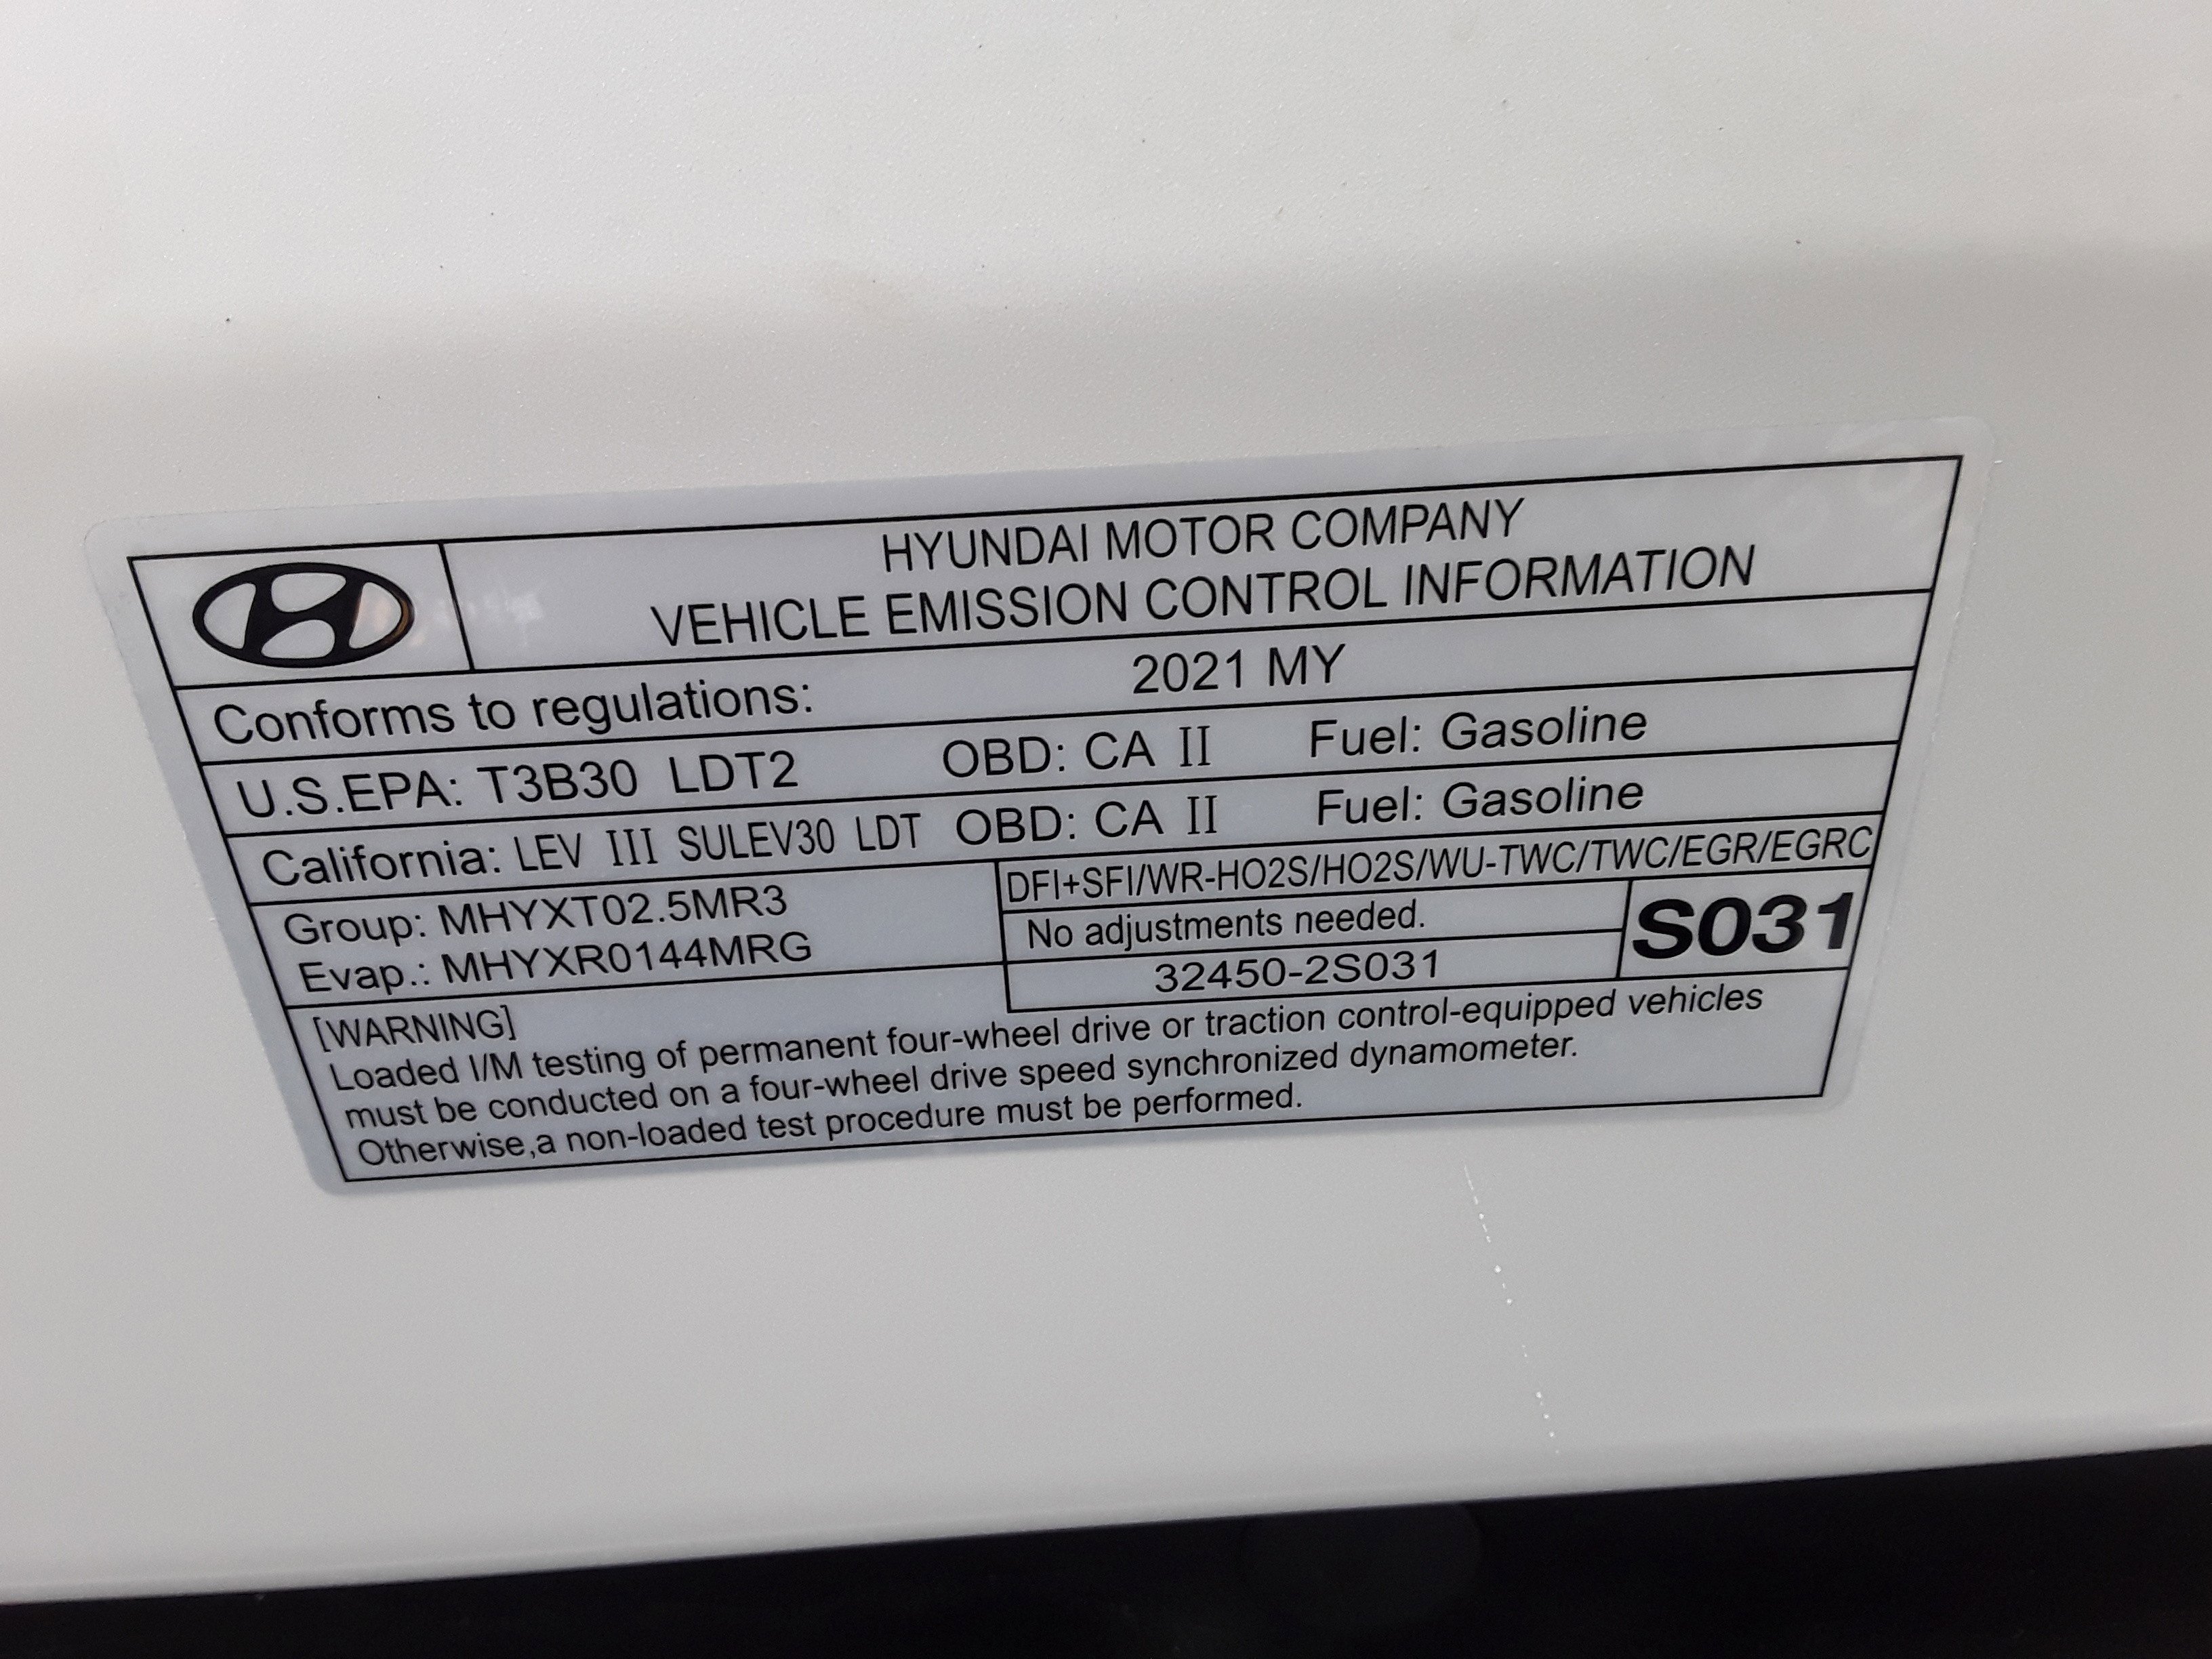 HYUNDAI MOTOR COMPANY
VEHICLE EMISSION CONTROL INFORMATION
Conforms to regulations: 2021 MY
U.S.EPA: T3B30 LDT2 OBD: CA II Fuel: Gasoline
California: LEV III SULEV30 LDT OBD: CA II Fuel: Gasoline
Group: MHYXT02.5MR3
Evap.: MHYXR0144MRG
DFI+SFI/WR-HO2S/HO2S/WU-TWC/TWC/EGR/EGRC
No adjustments needed.
32450-2S031
S031
[WARNING]
Loaded I/M testing of permanent four-wheel drive or traction control-equipped vehicles
must be conducted on a four-wheel drive speed synchronized dynamometer.
Otherwise,a non-loaded test procedure must be performed.